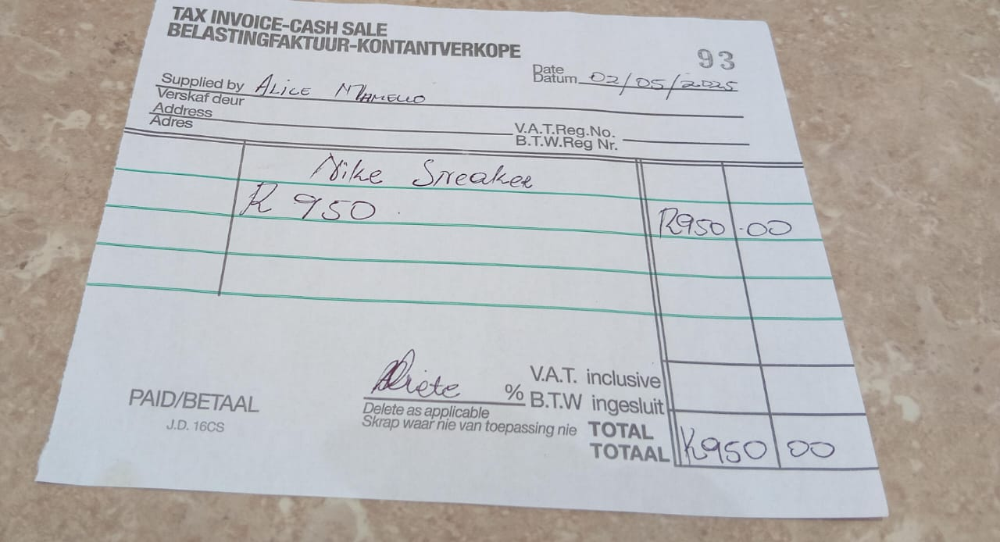 TAX INVOICE-CASH SALE
BELASTINGFAKTUUR-KONTANTVERKOPE
93
Date
Datum 02/05/2025
Supplied by ALICE
Verskaf deur
Address
Adres
V.A.T.Reg.No.
B.T.W.Reg Nr.
Nike Sneaker
R 950
R950.00
V.A.T. inclusive
% B.T.W ingesluit
Delete as applicable
Skrap waar nie van toepassing nie
PAID/BETAAL
J.D. 16CS
TOTAL
TOTAAL R950 00